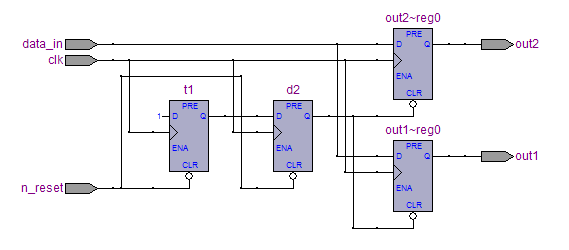 out2~reg0
data_in
PRE
D
Q
out2
clk
ENA
t1
d2
CLR
PRE
1
D
Q
PRE
D
Q
out1~reg0
ENA
ENA
PRE
D
Q
out1
CLR
CLR
ENA
n_reset
CLR